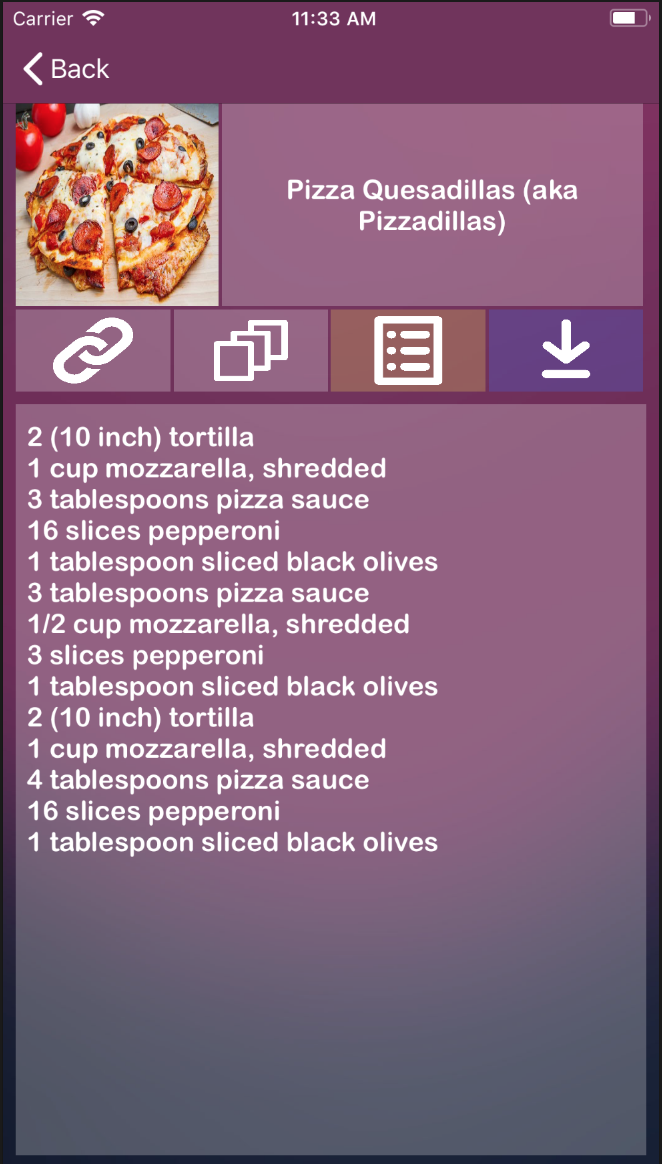 Carrier 11:33 AM
Back
Pizza Quesadillas (aka
Pizzadillas)
2 (10 inch) tortilla
1 cup mozzarella, shredded
3 tablespoons pizza sauce
16 slices pepperoni
1 tablespoon sliced black olives
3 tablespoons pizza sauce
1/2 cup mozzarella, shredded
3 slices pepperoni
1 tablespoon sliced black olives
2 (10 inch) tortilla
1 cup mozzarella, shredded
4 tablespoons pizza sauce
16 slices pepperoni
1 tablespoon sliced black olives